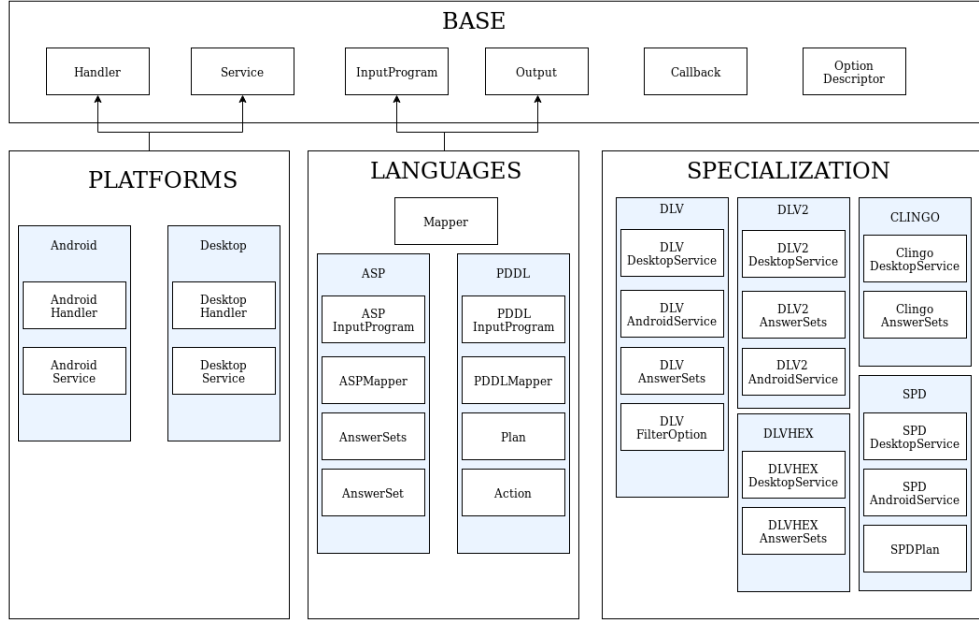 BASE
Handler
Service
InputProgram
Output
Callback
Option
Descriptor
PLATFORMS
Android
Android
Handler
Android
Service
Desktop
Desktop
Handler
Desktop
Service
LANGUAGES
Mapper
ASP
ASP
InputProgram
ASPMapper
AnswerSets
AnswerSet
PDDL
PDDL
InputProgram
PDDLMapper
Plan
Action
SPECIALIZATION
DLV
DLV
DesktopService
DLV
AndroidService
DLV
AnswerSets
DLV
FilterOption
DLV2
DLV2
DesktopService
DLV2
AnswerSets
DLV2
AndroidService
DLVHEX
DLVHEX
DesktopService
DLVHEX
AnswerSets
CLINGO
Clingo
DesktopService
Clingo
AnswerSets
SPD
SPD
DesktopService
SPD
AndroidService
SPDPlan